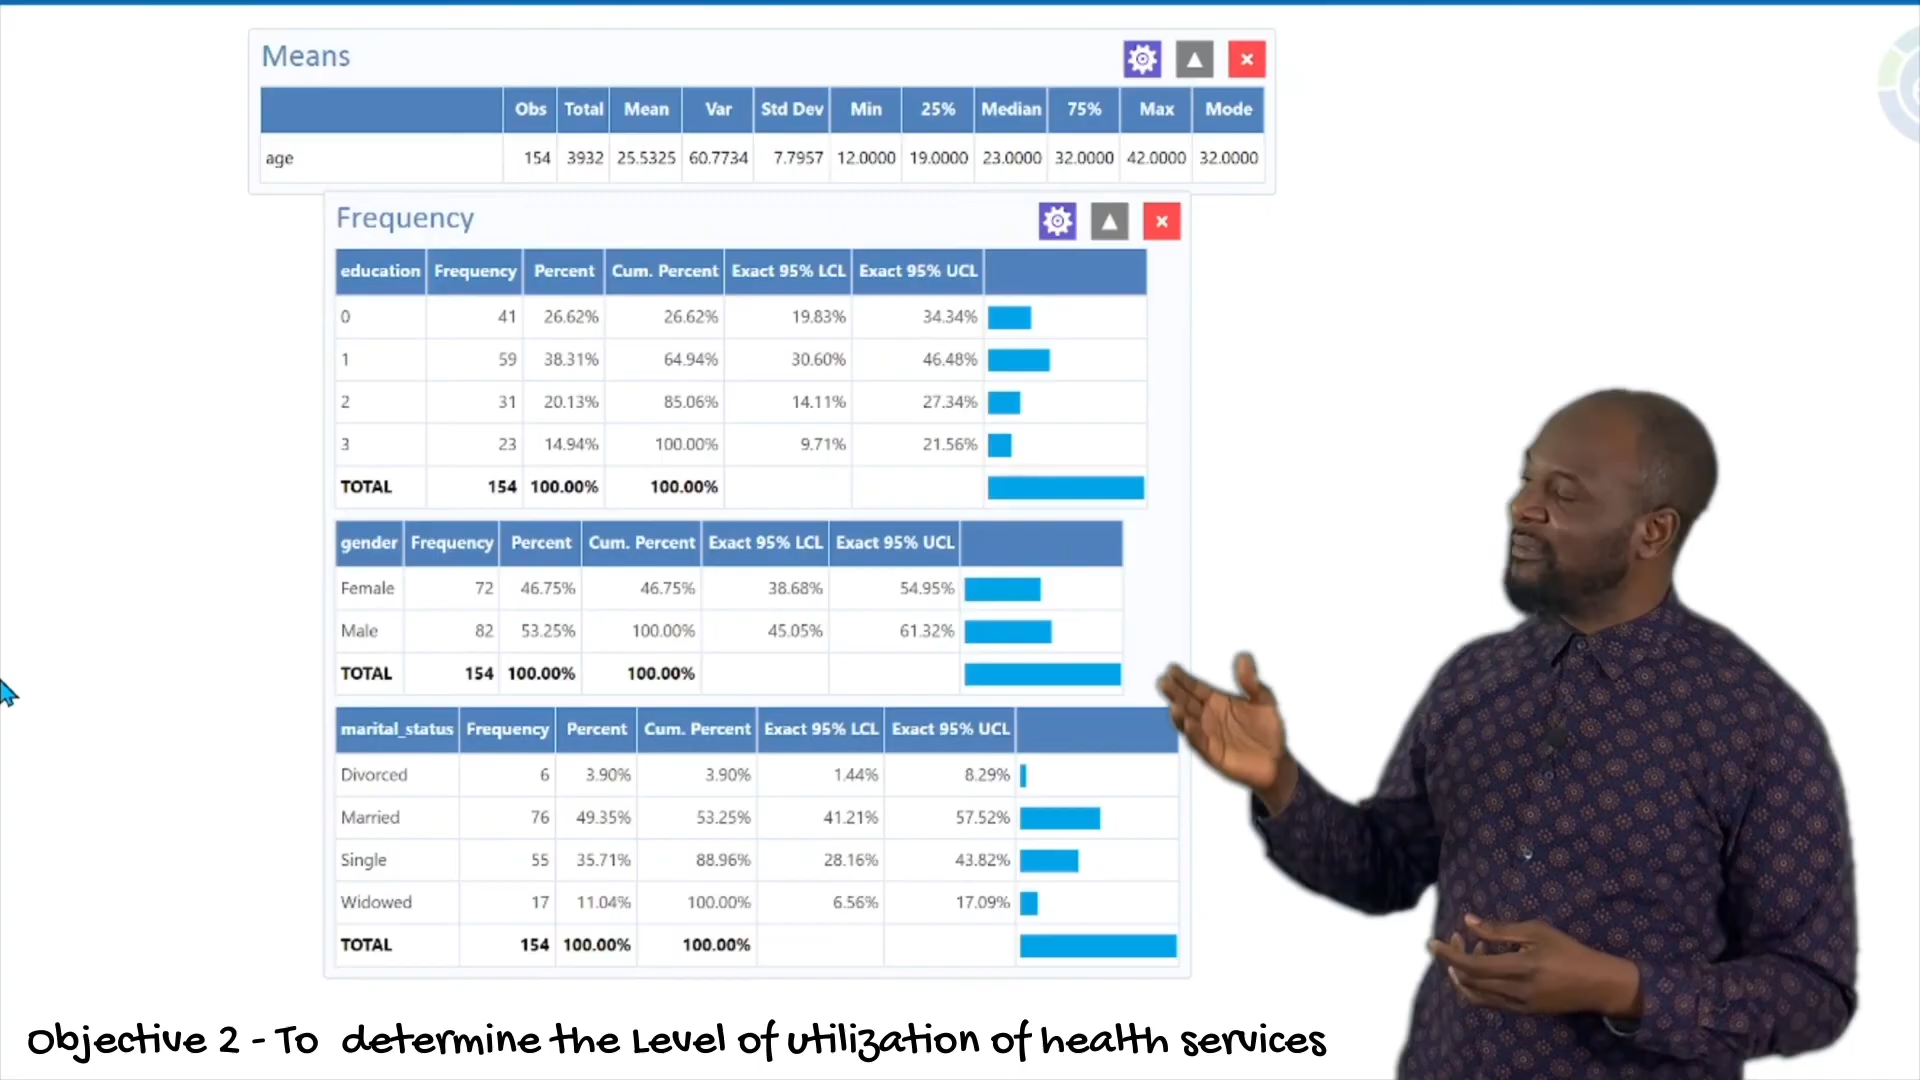 Means
Obs Total Mean Var Std Dev Min 25% Median 75% Max Mode
age 154 3932 25.5325 60.7734 7.7957 12.0000 19.0000 23.0000 32.0000 42.0000 32.0000
Frequency
education Frequency Percent Cum. Percent Exact 95% LCL Exact 95% UCL
0 41 26.62% 26.62% 19.83% 34.34%
1 59 38.31% 64.94% 30.60% 46.48%
2 31 20.13% 85.06% 14.11% 27.34%
3 23 14.94% 100.00% 9.71% 21.56%
TOTAL 154 100.00% 100.00%
gender Frequency Percent Cum. Percent Exact 95% LCL Exact 95% UCL
Female 72 46.75% 46.75% 38.68% 54.95%
Male 82 53.25% 100.00% 45.05% 61.32%
TOTAL 154 100.00% 100.00%
marital_status Frequency Percent Cum. Percent Exact 95% LCL Exact 95% UCL
Divorced 6 3.90% 3.90% 1.44% 8.29%
Married 76 49.35% 53.25% 41.21% 57.52%
Single 55 35.71% 88.96% 28.16% 43.82%
Widowed 17 11.04% 100.00% 6.56% 17.09%
TOTAL 154 100.00% 100.00%
Objective 2 - To determine the Level of utilization of health services